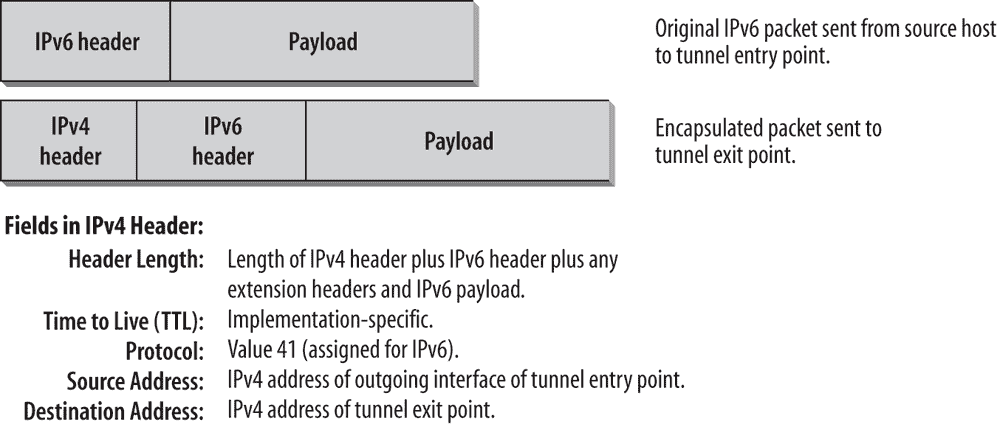 IPv6 header
Payload
Original IPv6 packet sent from source host
to tunnel entry point.
IPv4
header
IPv6
header
Payload
Encapsulated packet sent to
tunnel exit point.
Fields in IPv4 Header:
Header Length: Length of IPv4 header plus IPv6 header plus any
extension headers and IPv6 payload.
Time to Live (TTL): Implementation-specific.
Protocol: Value 41 (assigned for IPv6).
Source Address: IPv4 address of outgoing interface of tunnel entry point.
Destination Address: IPv4 address of tunnel exit point.